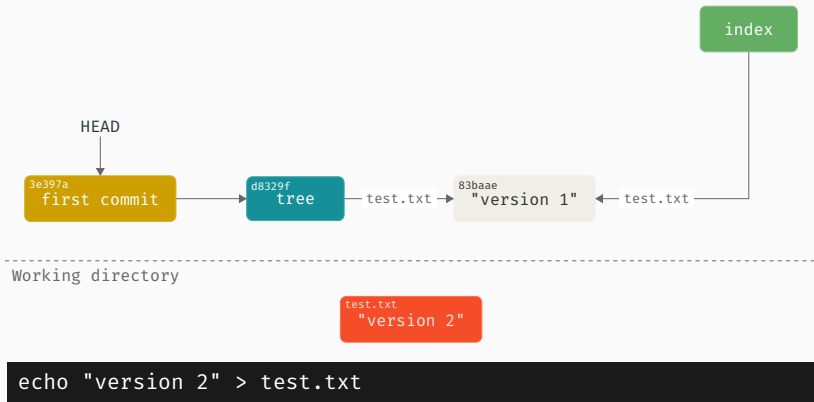 index
HEAD
3e397a
first commit
d8329f
tree
test.txt
83baae
"version 1"
test.txt
Working directory
test.txt
"version 2"
echo "version 2" > test.txt